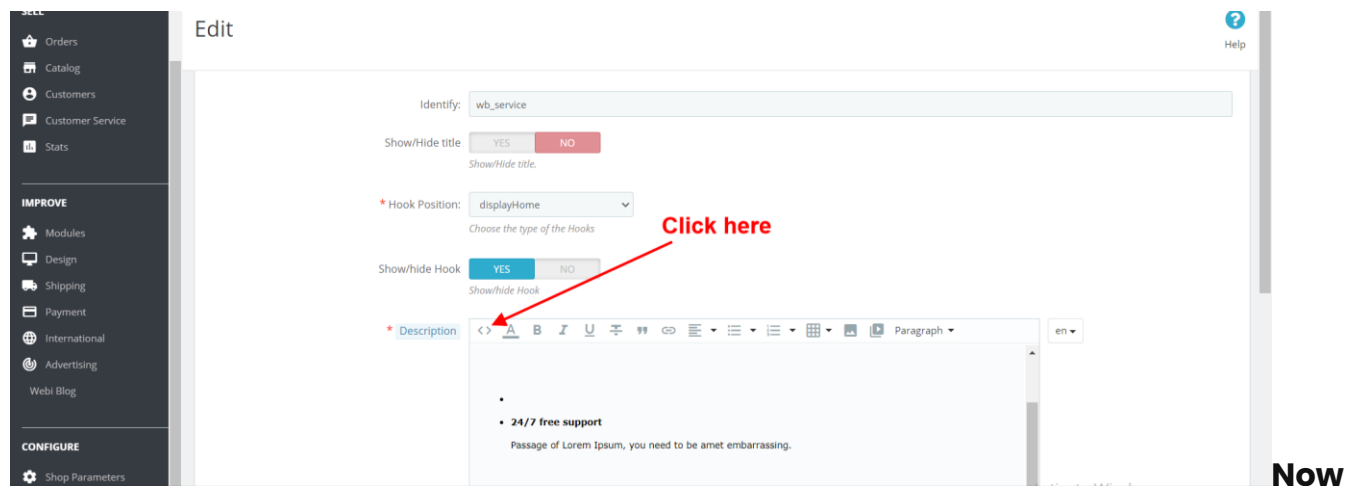 SELL
Orders
Catalog
Customers
Customer Service
Stats
IMPROVE
Modules
Design
Shipping
Payment
International
Advertising
Webi Blog
CONFIGURE
Shop Parameters
Edit
Help
Identify: wb_service
Show/Hide title YES NO
Show/Hide title.
* Hook Position: displayHome
Choose the type of the Hooks
Click here
Show/hide Hook YES NO
Show/hide Hook
* Description A B I U Paragraph en
• 
• 24/7 free support
Passage of Lorem Ipsum, you need to be amet embarrassing.
Now